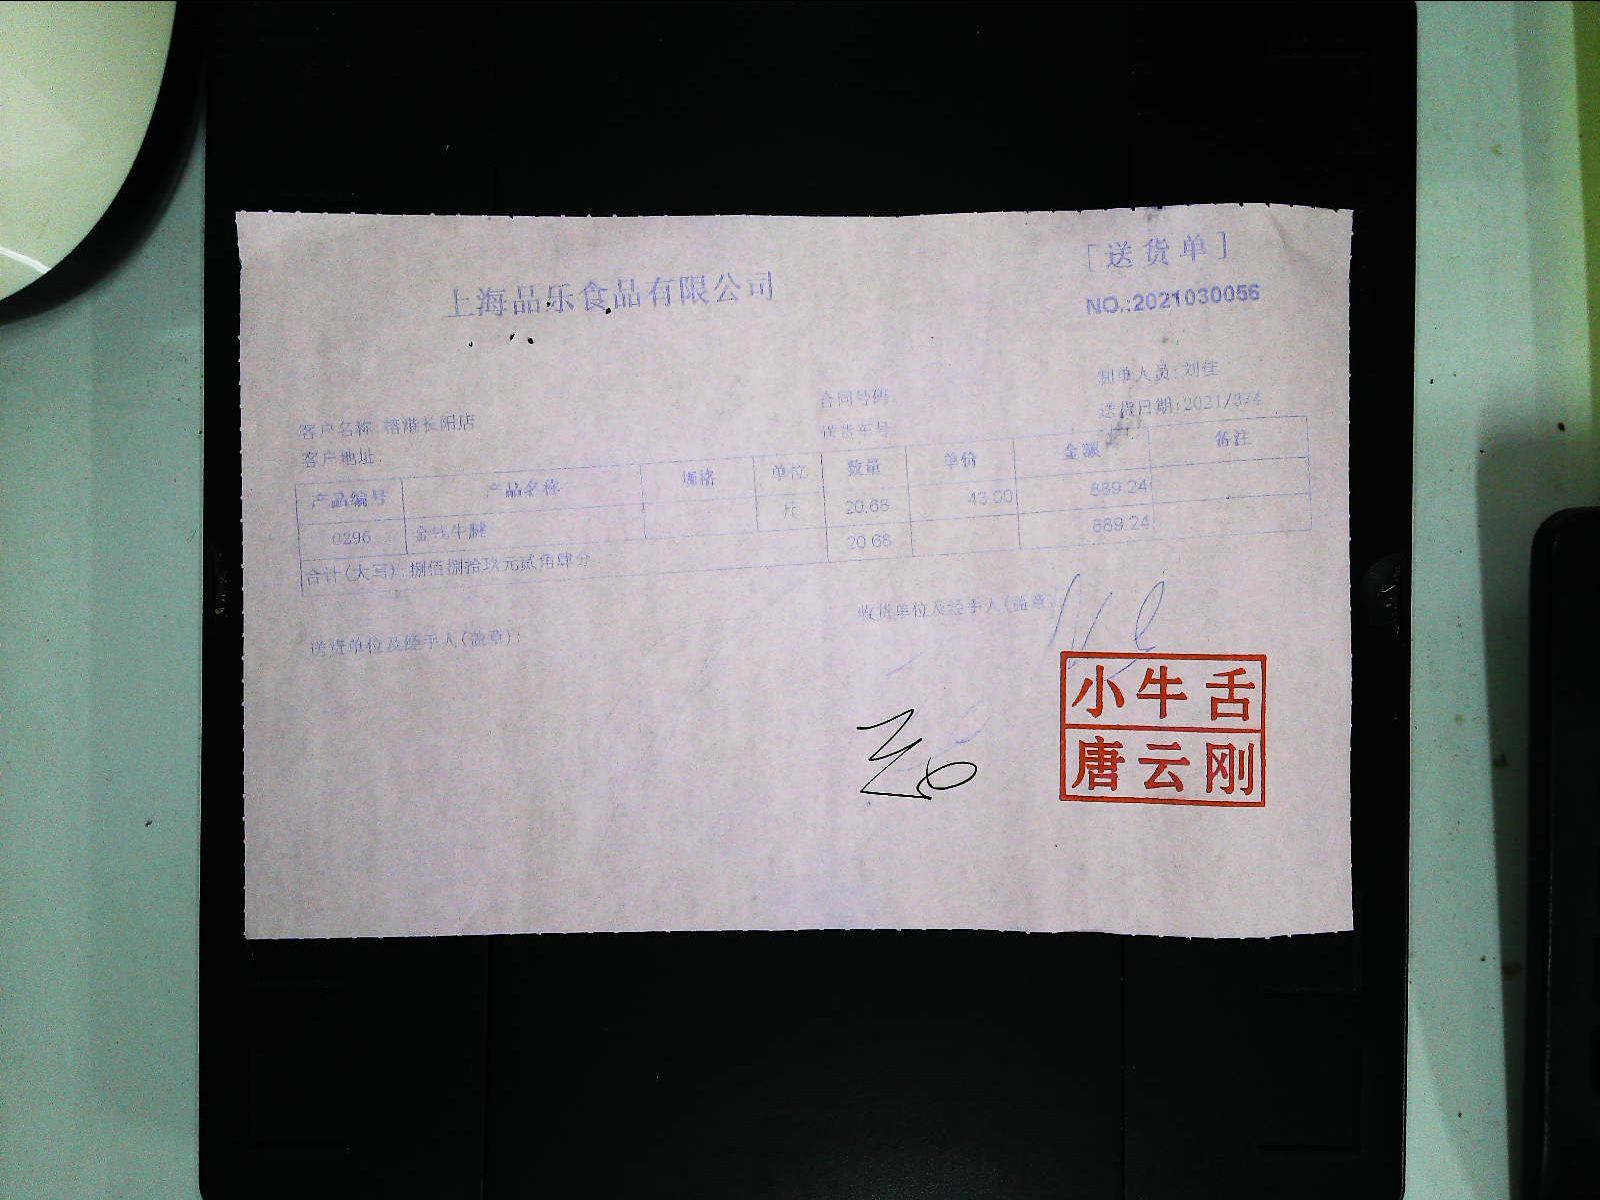 [送货单]
上海品乐食品有限公司
NO.:2021030056
制单人员:刘佳
合同号码:
送货日期:2021/3/4
客户名称:榕港长阳店
送货车号
客户地址:
产品编号 产品名称 规格 单位 数量 单价 金额 备注
0296 金钱牛腱 斤 20.68 43.00 889.24
20.68 889.24
合计(大写):捌佰捌拾玖元贰角肆分
收货单位及经手人(盖章)
送货单位及经手人(盖章):
小牛舌
唐云刚